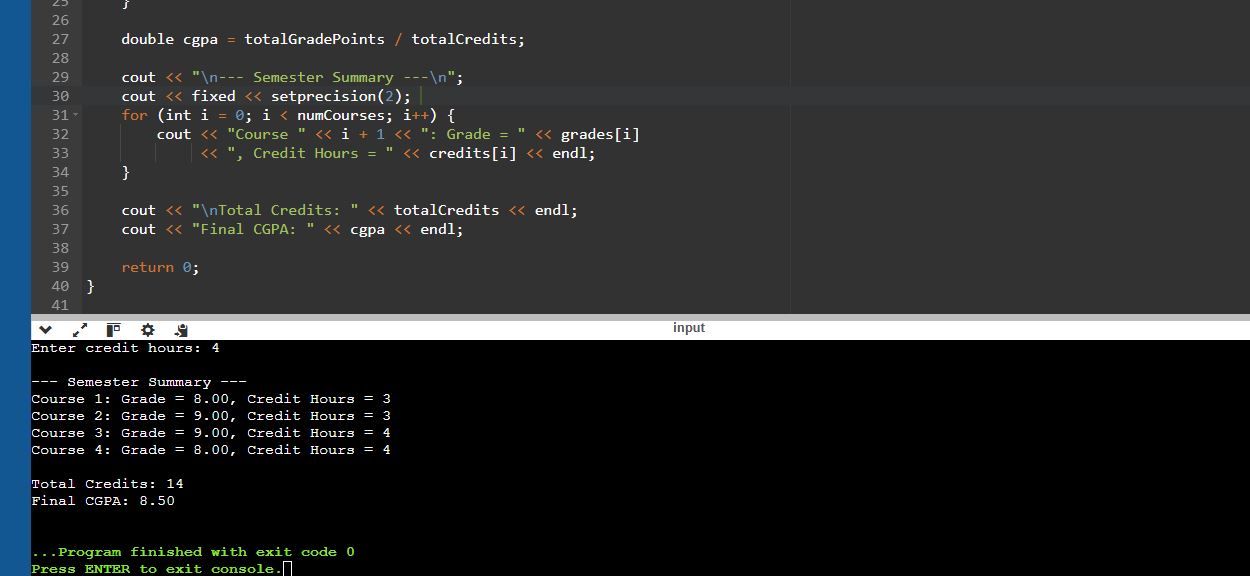 25 }
26
27 double cgpa = totalGradePoints / totalCredits;
28
29 cout << "\n--- Semester Summary ---\n";
30 cout << fixed << setprecision(2);
31 for (int i = 0; i < numCourses; i++) {
32 cout << "Course " << i + 1 << ": Grade = " << grades[i]
33 << ", Credit Hours = " << credits[i] << endl;
34 }
35
36 cout << "\nTotal Credits: " << totalCredits << endl;
37 cout << "Final CGPA: " << cgpa << endl;
38
39 return 0;
40 }
41
input
Enter credit hours: 4
--- Semester Summary ---
Course 1: Grade = 8.00, Credit Hours = 3
Course 2: Grade = 9.00, Credit Hours = 3
Course 3: Grade = 9.00, Credit Hours = 4
Course 4: Grade = 8.00, Credit Hours = 4
Total Credits: 14
Final CGPA: 8.50
...Program finished with exit code 0
Press ENTER to exit console.